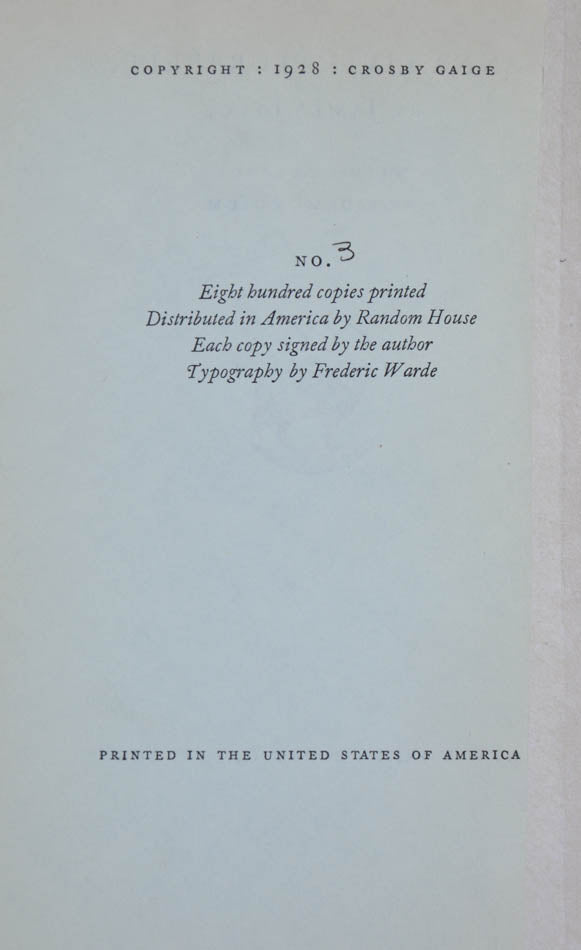 COPYRIGHT : 1928 : CROSBY GAIGE
NO. 3
Eight hundred copies printed
Distributed in America by Random House
Each copy signed by the author
Typography by Frederic Warde
PRINTED IN THE UNITED STATES OF AMERICA